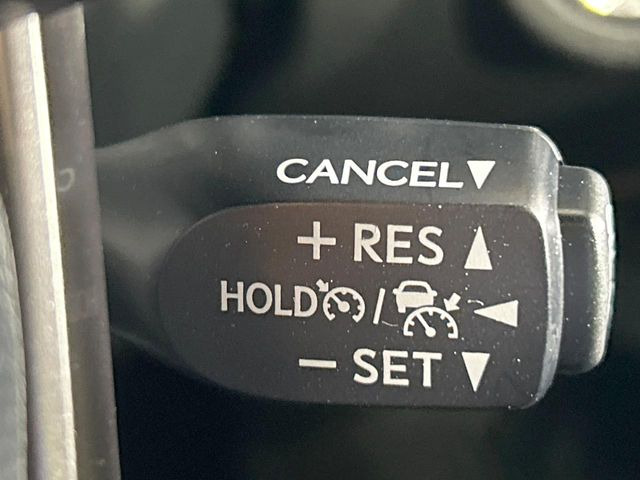 CANCEL▼
+ RES ▲
HOLD / ◀
− SET ▼